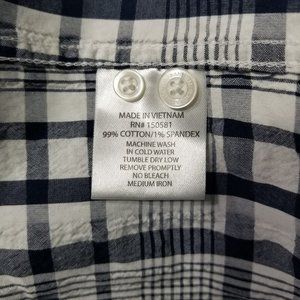 MADE IN VIETNAM
RN# 150581
99% COTTON/1% SPANDEX
MACHINE WASH
IN COLD WATER
TUMBLE DRY LOW
REMOVE PROMPTLY
NO BLEACH
MEDIUM IRON